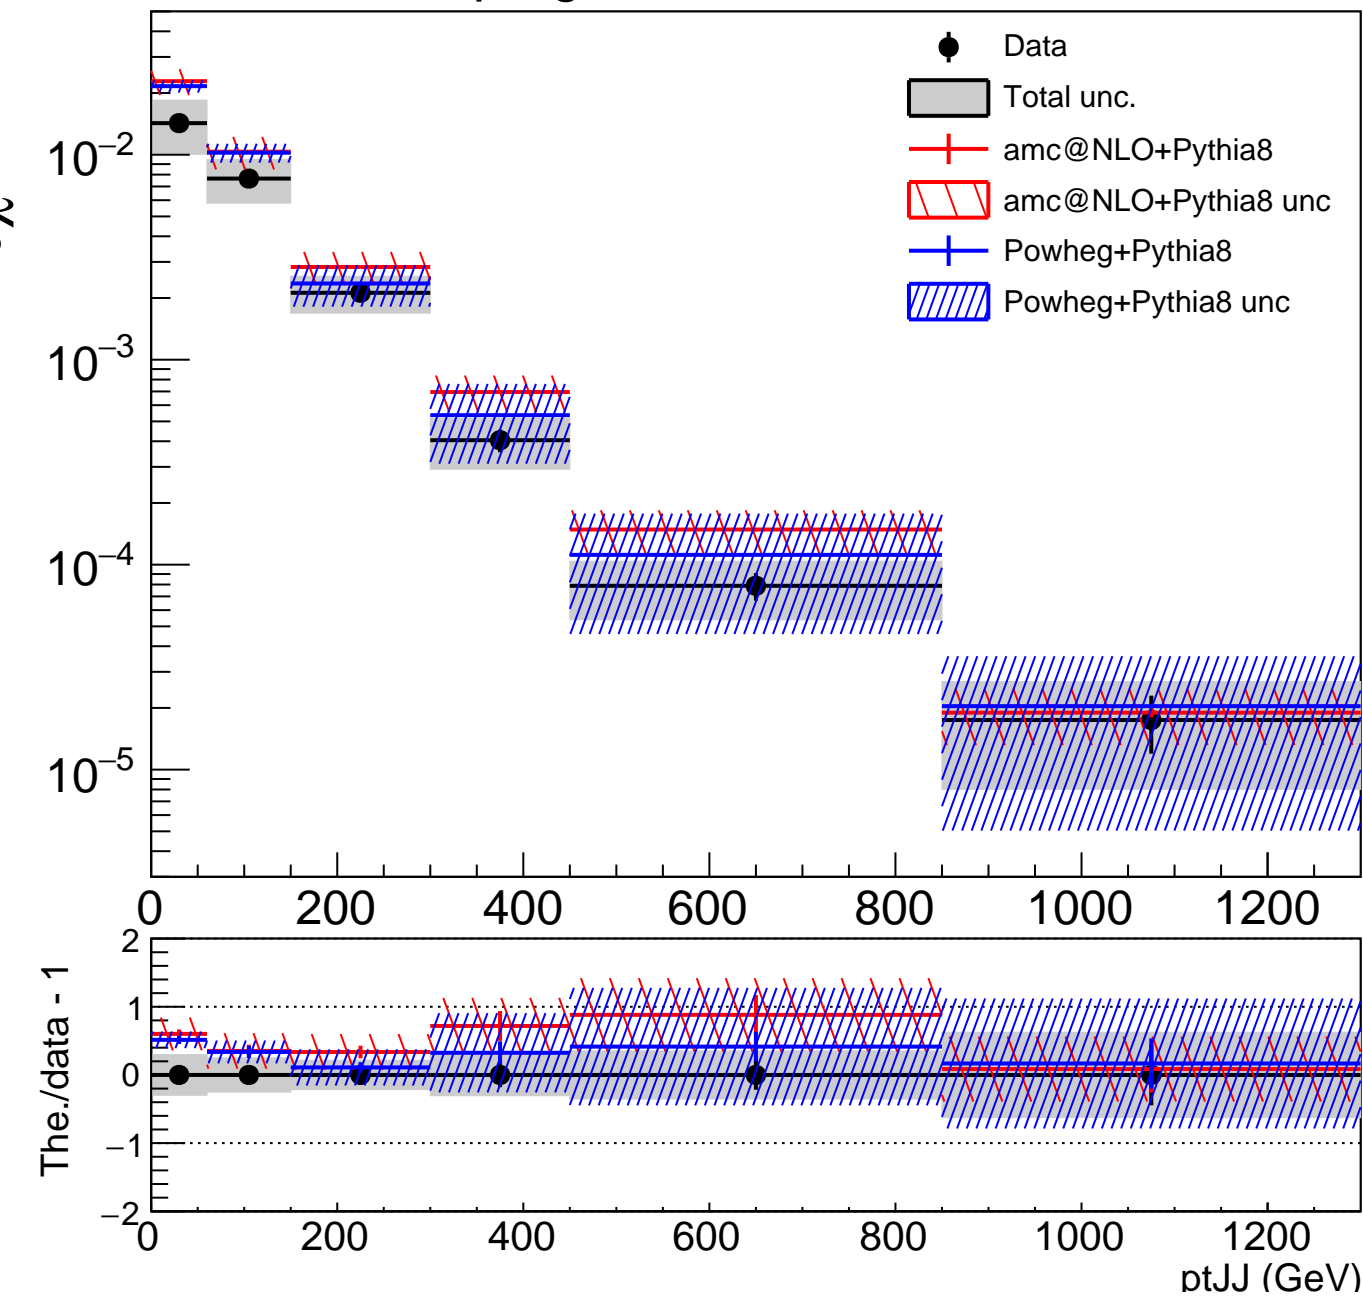 Data
Total unc.
amc@NLO+Pythia8
amc@NLO+Pythia8 unc
Powheg+Pythia8
Powheg+Pythia8 unc
10⁻²
10⁻³
10⁻⁴
10⁻⁵
0 200 400 600 800 1000 1200
The./data - 1
2
1
0
−1
−2
0 200 400 600 800 1000 1200
ptJJ (GeV)